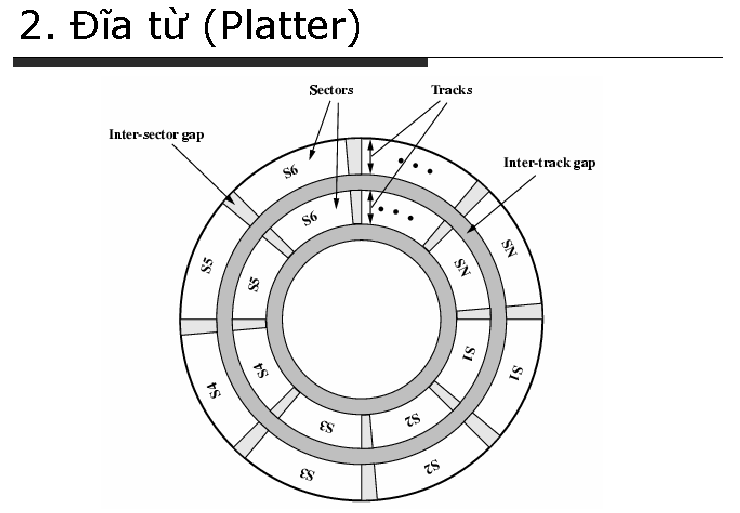 2. Đĩa từ (Platter)
Sectors
Tracks
Inter-sector gap
Inter-track gap
S6
• • •
S6
• • •
SN
S5
SN
S5
S1
S4
S1
S4
S2
S3
S2
S3